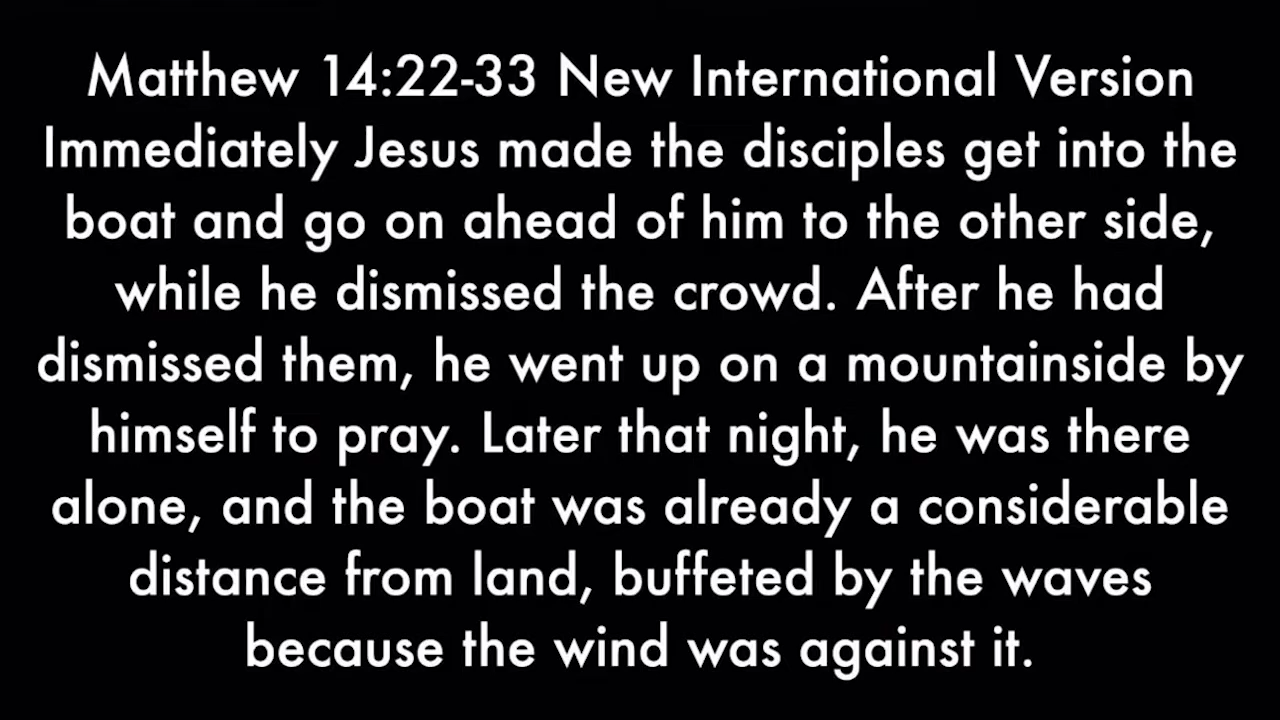 Matthew 14:22-33 New International Version
Immediately Jesus made the disciples get into the
boat and go on ahead of him to the other side,
while he dismissed the crowd. After he had
dismissed them, he went up on a mountainside by
himself to pray. Later that night, he was there
alone, and the boat was already a considerable
distance from land, buffeted by the waves
because the wind was against it.